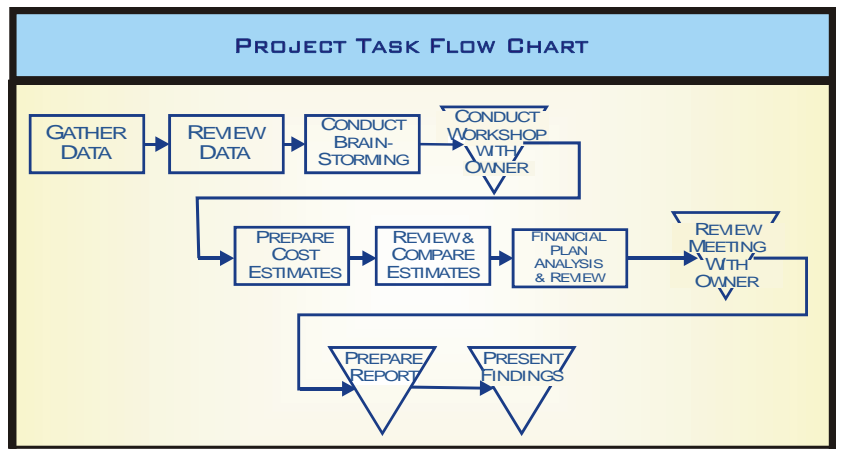 PROJECT TASK FLOW CHART
GATHER
DATA
REVIEW
DATA
CONDUCT
BRAIN-
STORMING
CONDUCT
WORKSHOP
WITH
OWNER
PREPARE
COST
ESTIMATES
REVIEW &
COMPARE
ESTIMATES
FINANCIAL
PLAN
ANALYSIS
& REVIEW
REVIEW
MEETING
WITH
OWNER
PREPARE
REPORT
PRESENT
FINDINGS